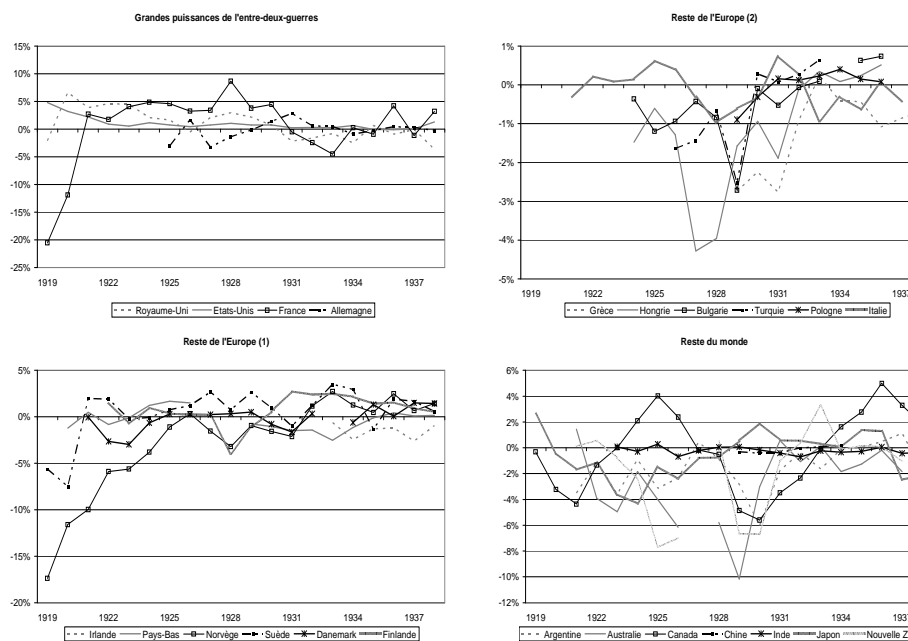 Grandes puissances de l'entre-deux-guerres
15%
10%
5%
0%
-5%
-10%
-15%
-20%
-25%
1919 1922 1925 1928 1931 1934 1937
Royaume-Uni Etats-Unis France Allemagne
Reste de l'Europe (2)
1%
0%
-1%
-2%
-3%
-4%
-5%
1919 1922 1925 1928 1931 1934 1937
Grèce Hongrie Bulgarie Turquie Pologne Italie
Reste de l'Europe (1)
5%
0%
-5%
-10%
-15%
-20%
1919 1922 1925 1928 1931 1934 1937
Irlande Pays-Bas Norvège Suède Danemark Finlande
Reste du monde
6%
4%
2%
0%
-2%
-4%
-6%
-8%
-10%
-12%
1919 1922 1925 1928 1931 1934 1937
Argentine Australie Canada Chine Inde Japon Nouvelle Z